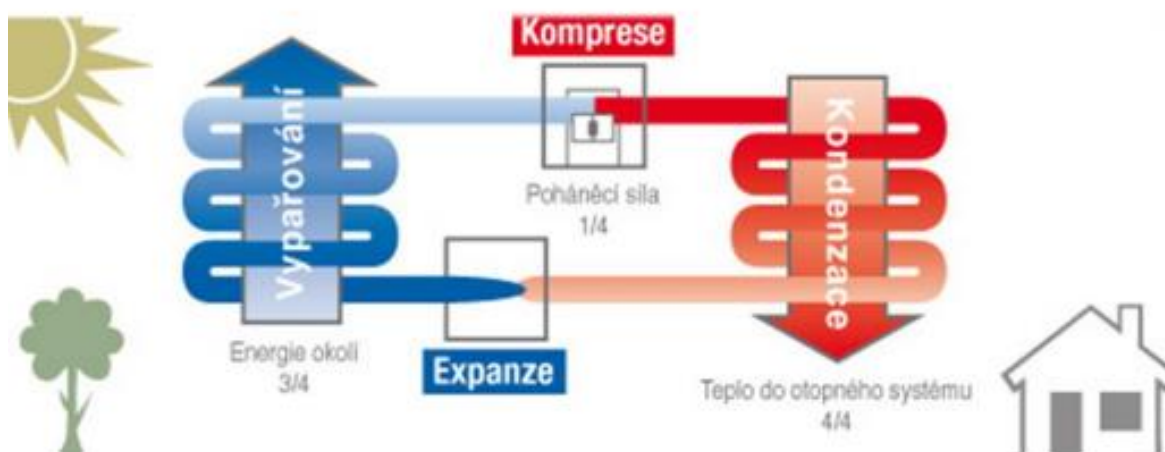 Komprese
Vypařování
Kondenzace
Poháněcí síla
1/4
Energie okolí
3/4
Expanze
Teplo do otopného systému
4/4